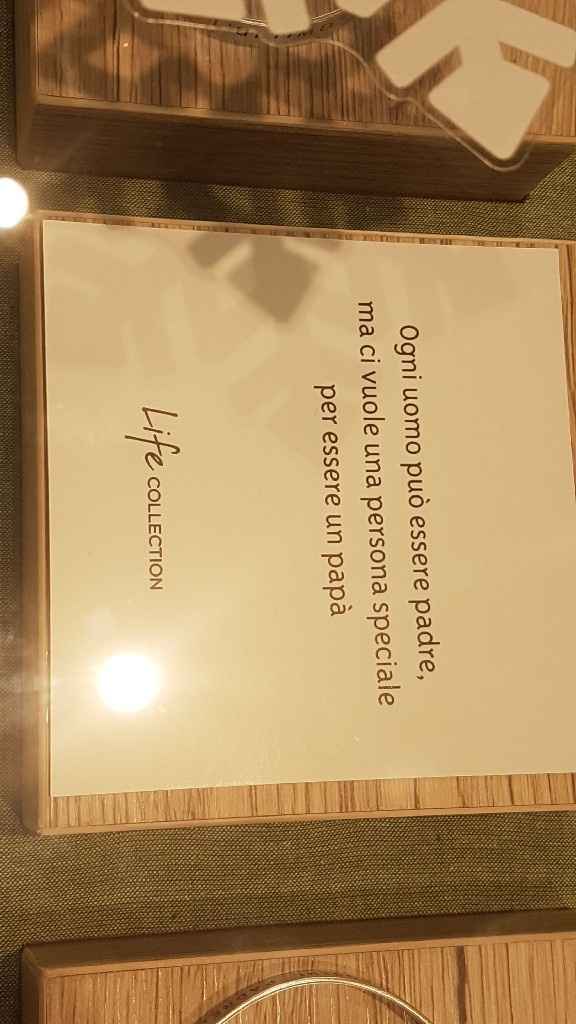 Ogni uomo può essere padre,
ma ci vuole una persona speciale
per essere un papà
Life COLLECTION